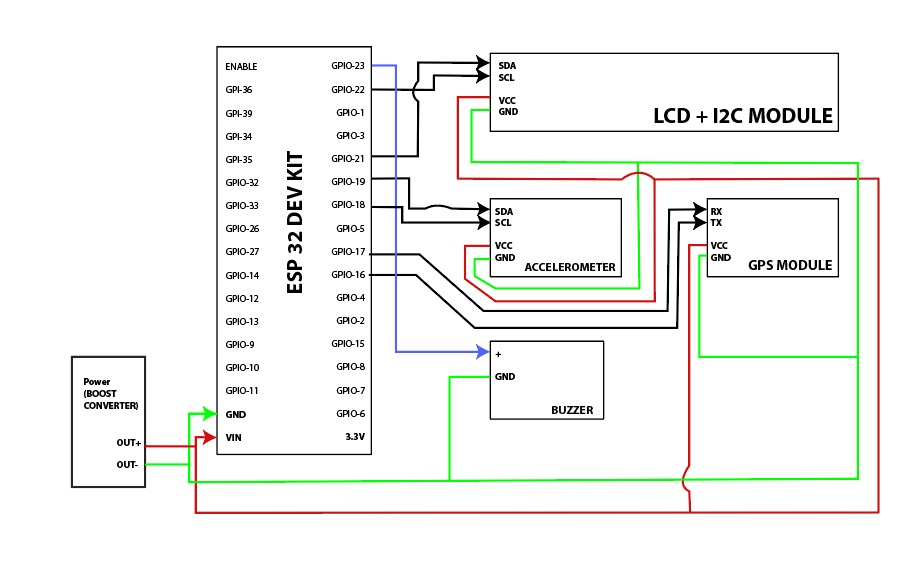 ESP 32 DEV KIT
ENABLE
GPI-36
GPI-39
GPI-34
GPI-35
GPIO-32
GPIO-33
GPIO-26
GPIO-27
GPIO-14
GPIO-12
GPIO-13
GPIO-9
GPIO-10
GPIO-11
GND
VIN
GPIO-23
GPIO-22
GPIO-1
GPIO-3
GPIO-21
GPIO-19
GPIO-18
GPIO-5
GPIO-17
GPIO-16
GPIO-4
GPIO-2
GPIO-15
GPIO-8
GPIO-7
GPIO-6
3.3V
SDA
SCL
VCC
GND
LCD + I2C MODULE
SDA
SCL
VCC
GND
ACCELEROMETER
RX
TX
VCC
GND
GPS MODULE
+
GND
BUZZER
Power
(BOOST
CONVERTER)
OUT+
OUT-